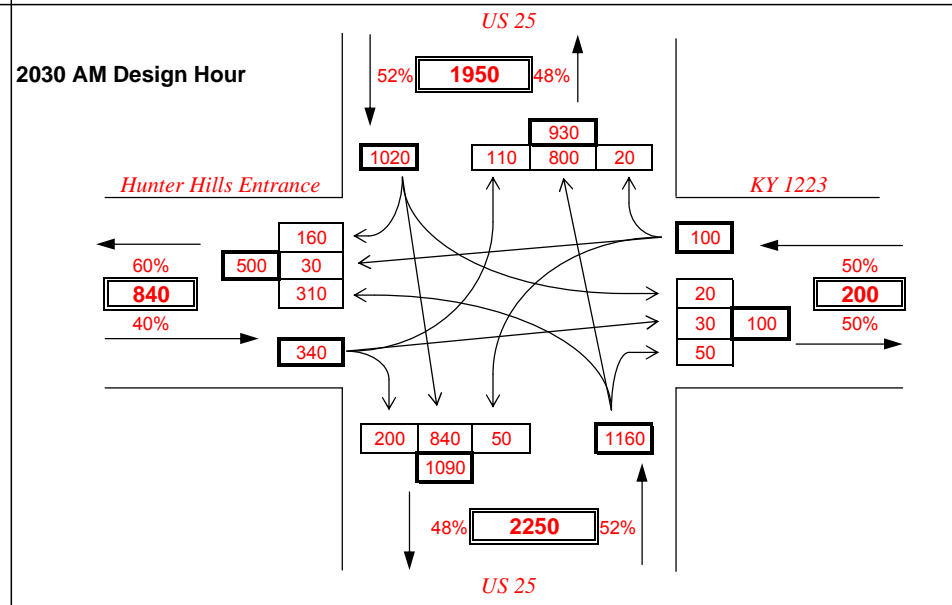 US 25
2030 AM Design Hour
52% 1950 48%
930
1020 110 800 20
Hunter Hills Entrance KY 1223
160 100
60% 500 30 50%
840 310 20 200
40% 30 100 50%
340 50
200 840 50 1160
1090
48% 2250 52%
US 25